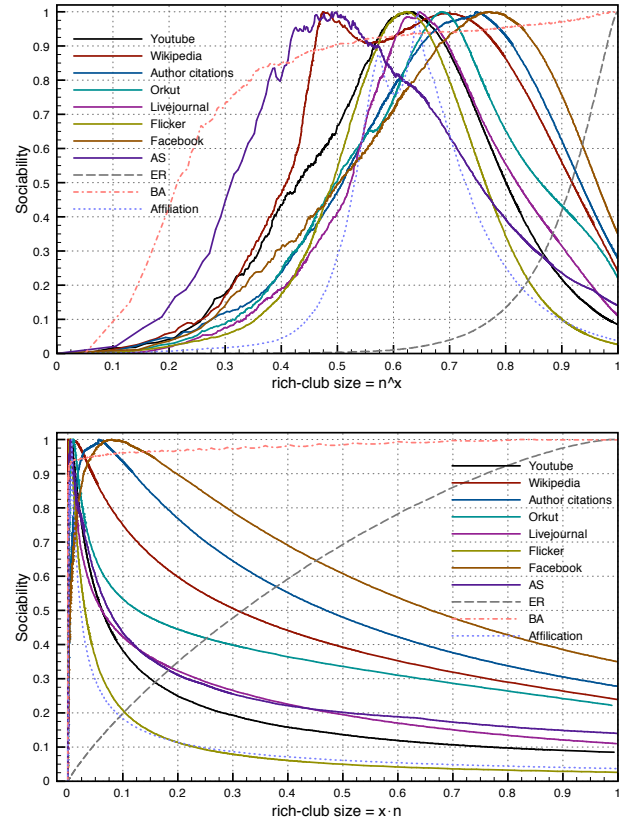 1
0.9
0.8
0.7
0.6
0.5
0.4
0.3
0.2
0.1
0
Sociability
Youtube
Wikipedia
Author citations
Orkut
Livejournal
Flicker
Facebook
AS
ER
BA
Affiliation
0 0.1 0.2 0.3 0.4 0.5 0.6 0.7 0.8 0.9 1
rich-club size = n^x
1
0.9
0.8
0.7
0.6
0.5
0.4
0.3
0.2
0.1
0
Sociability
Youtube
Wikipedia
Author citations
Orkut
Livejournal
Flicker
Facebook
AS
ER
BA
Affilication
0 0.1 0.2 0.3 0.4 0.5 0.6 0.7 0.8 0.9 1
rich-club size = x·n